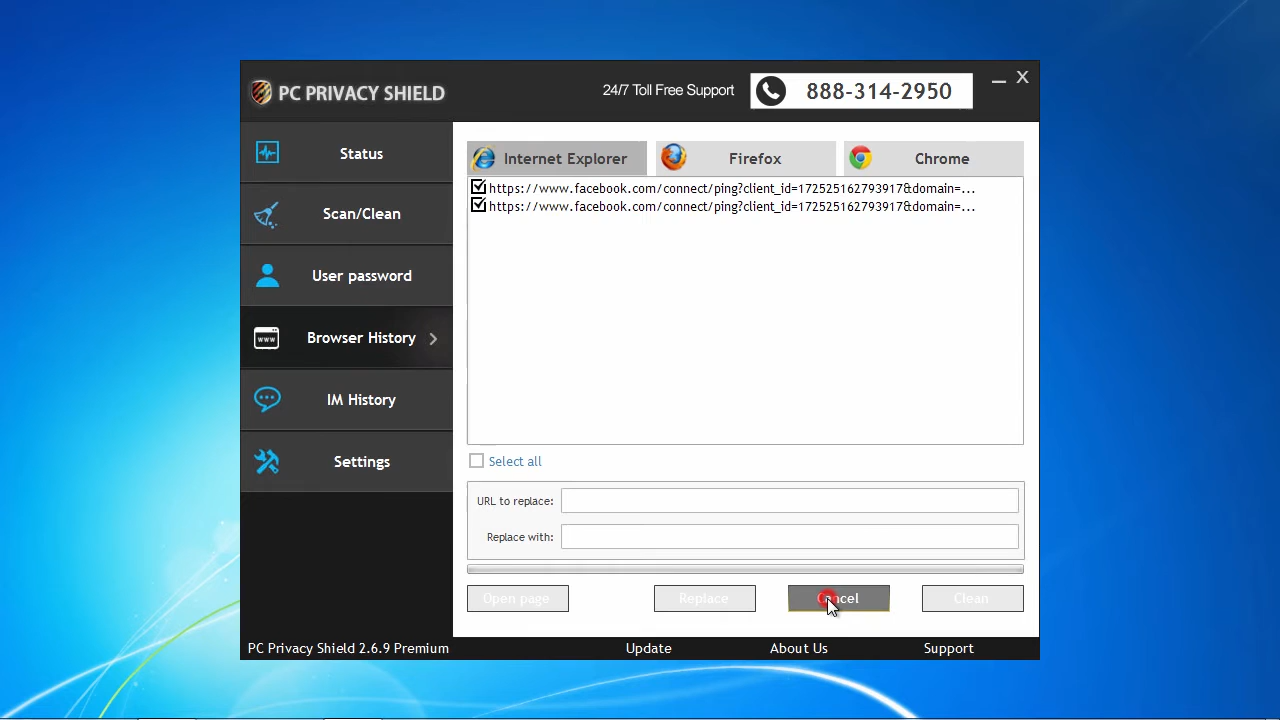 PC PRIVACY SHIELD
24/7 Toll Free Support
888-314-2950
X
Status
Scan/Clean
User password
Browser History
IM History
Settings
Internet Explorer
Firefox
Chrome
https://www.facebook.com/connect/ping?client_id=172525162793917&domain=...
https://www.facebook.com/connect/ping?client_id=172525162793917&domain=...
Select all
URL to replace:
Replace with:
Open page
Replace
Cancel
Clean
PC Privacy Shield 2.6.9 Premium
Update
About Us
Support